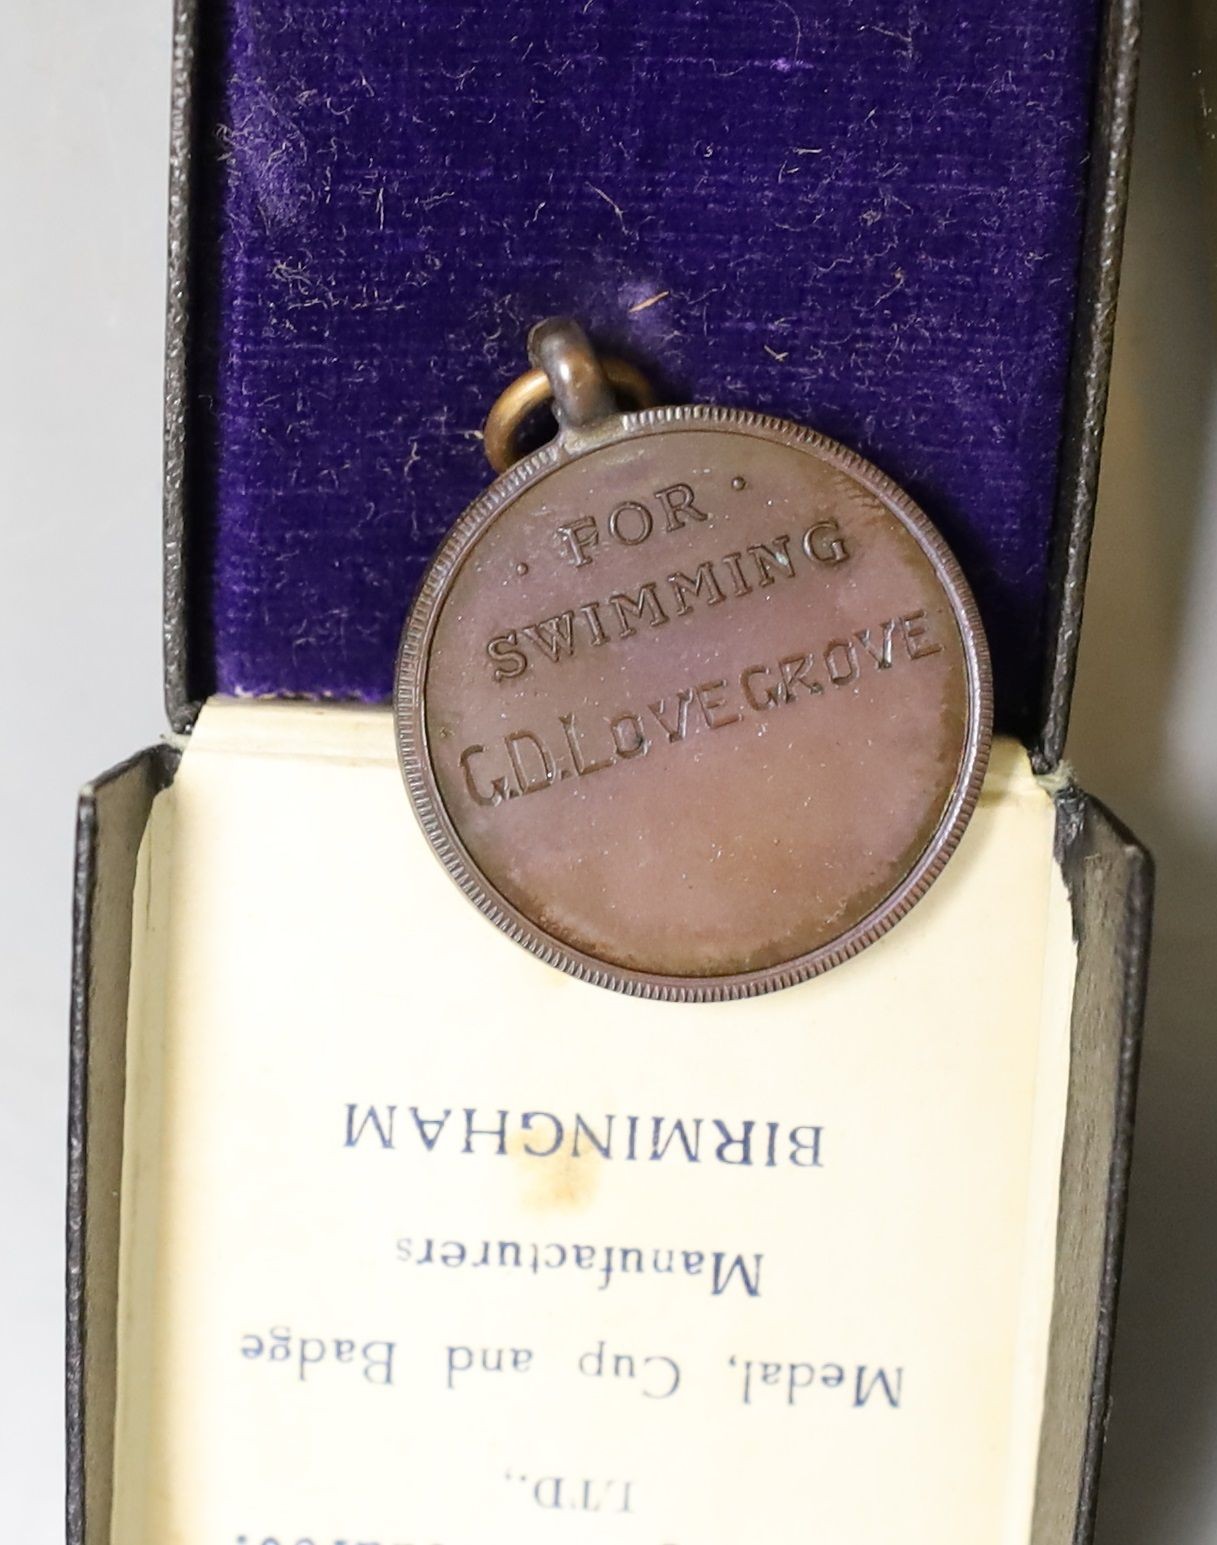 · FOR ·
SWIMMING
G.D. LOVEGROVE
LTD.,
Medal, Cup and Badge
Manufacturers
BIRMINGHAM